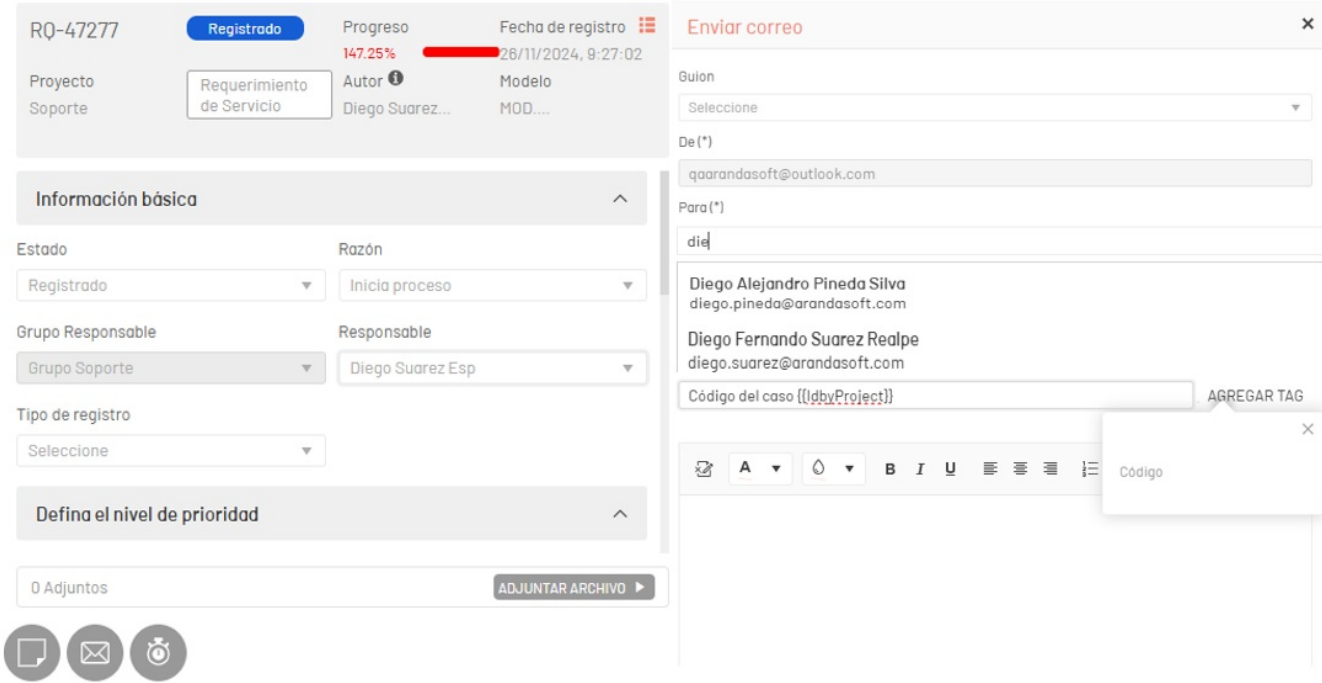 RQ-47277
Registrado
Progreso
147.25%
Fecha de registro
28/11/2024, 9:27:02
Proyecto
Soporte
Requerimiento
de Servicio
Autor
Diego Suarez...
Modelo
MOD....
Información básica
Estado
Registrado
Razón
Inicia proceso
Grupo Responsable
Grupo Soporte
Responsable
Diego Suarez Esp
Tipo de registro
Seleccione
Defina el nivel de prioridad
0 Adjuntos
ADJUNTAR ARCHIVO
Enviar correo
Guion
Seleccione
De (*)
qaarandasoft@outlook.com
Para (*)
die
Diego Alejandro Pineda Silva
diego.pineda@arandasoft.com
Diego Fernando Suarez Realpe
diego.suarez@arandasoft.com
Código del caso {{IdbyProject}}
AGREGAR TAG
Código
A
B I U